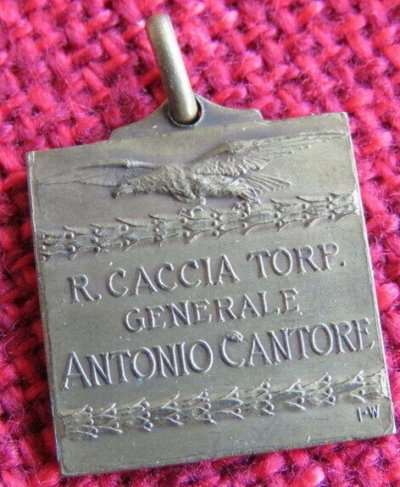 R. CACCIA TORP.
GENERALE
ANTONIO CANTORE
I-W